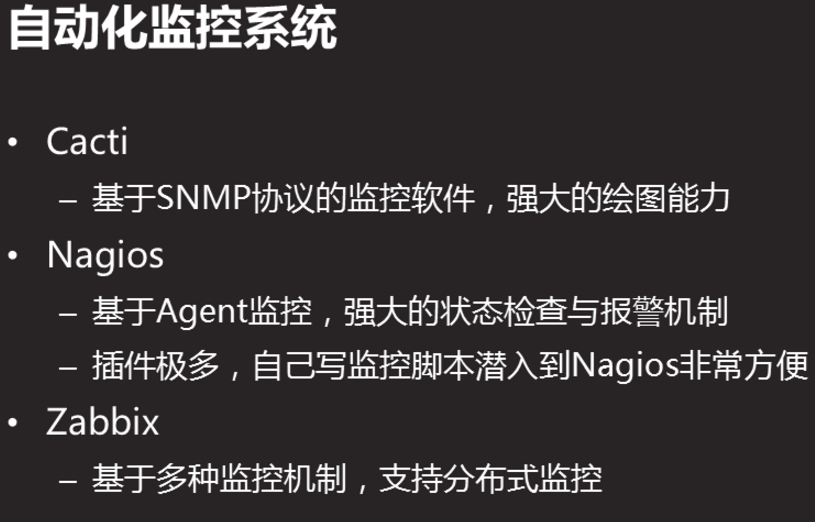 自动化监控系统
• Cacti
– 基于SNMP协议的监控软件，强大的绘图能力
• Nagios
– 基于Agent监控，强大的状态检查与报警机制
– 插件极多，自己写监控脚本潜入到Nagios非常方便
• Zabbix
– 基于多种监控机制，支持分布式监控